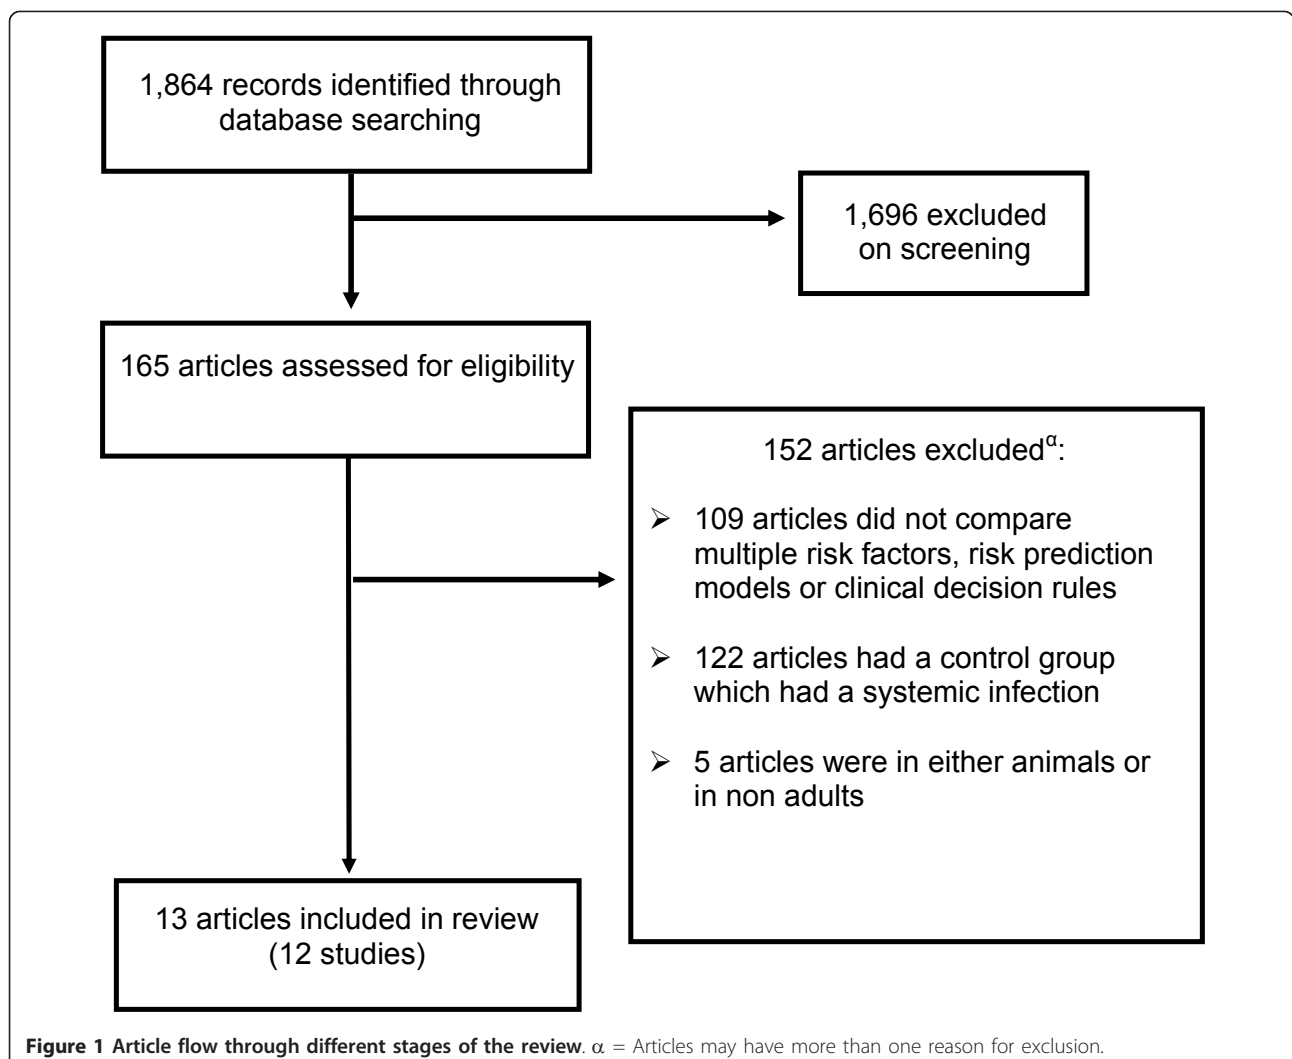 1,864 records identified through
database searching
1,696 excluded
on screening
165 articles assessed for eligibility
152 articles excludedα:
➢ 109 articles did not compare
multiple risk factors, risk prediction
models or clinical decision rules
➢ 122 articles had a control group
which had a systemic infection
➢ 5 articles were in either animals or
in non adults
13 articles included in review
(12 studies)
Figure 1 Article flow through different stages of the review. α = Articles may have more than one reason for exclusion.